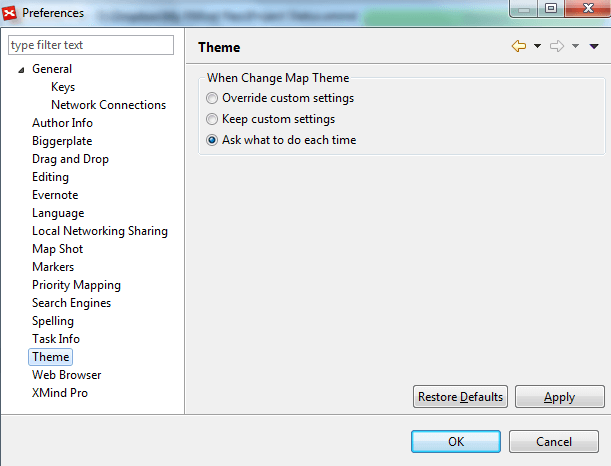 Preferences
type filter text
General
Keys
Network Connections
Author Info
Biggerplate
Drag and Drop
Editing
Evernote
Language
Local Networking Sharing
Map Shot
Markers
Priority Mapping
Search Engines
Spelling
Task Info
Theme
Web Browser
XMind Pro
Theme
When Change Map Theme
Override custom settings
Keep custom settings
Ask what to do each time
Restore Defaults
Apply
OK
Cancel